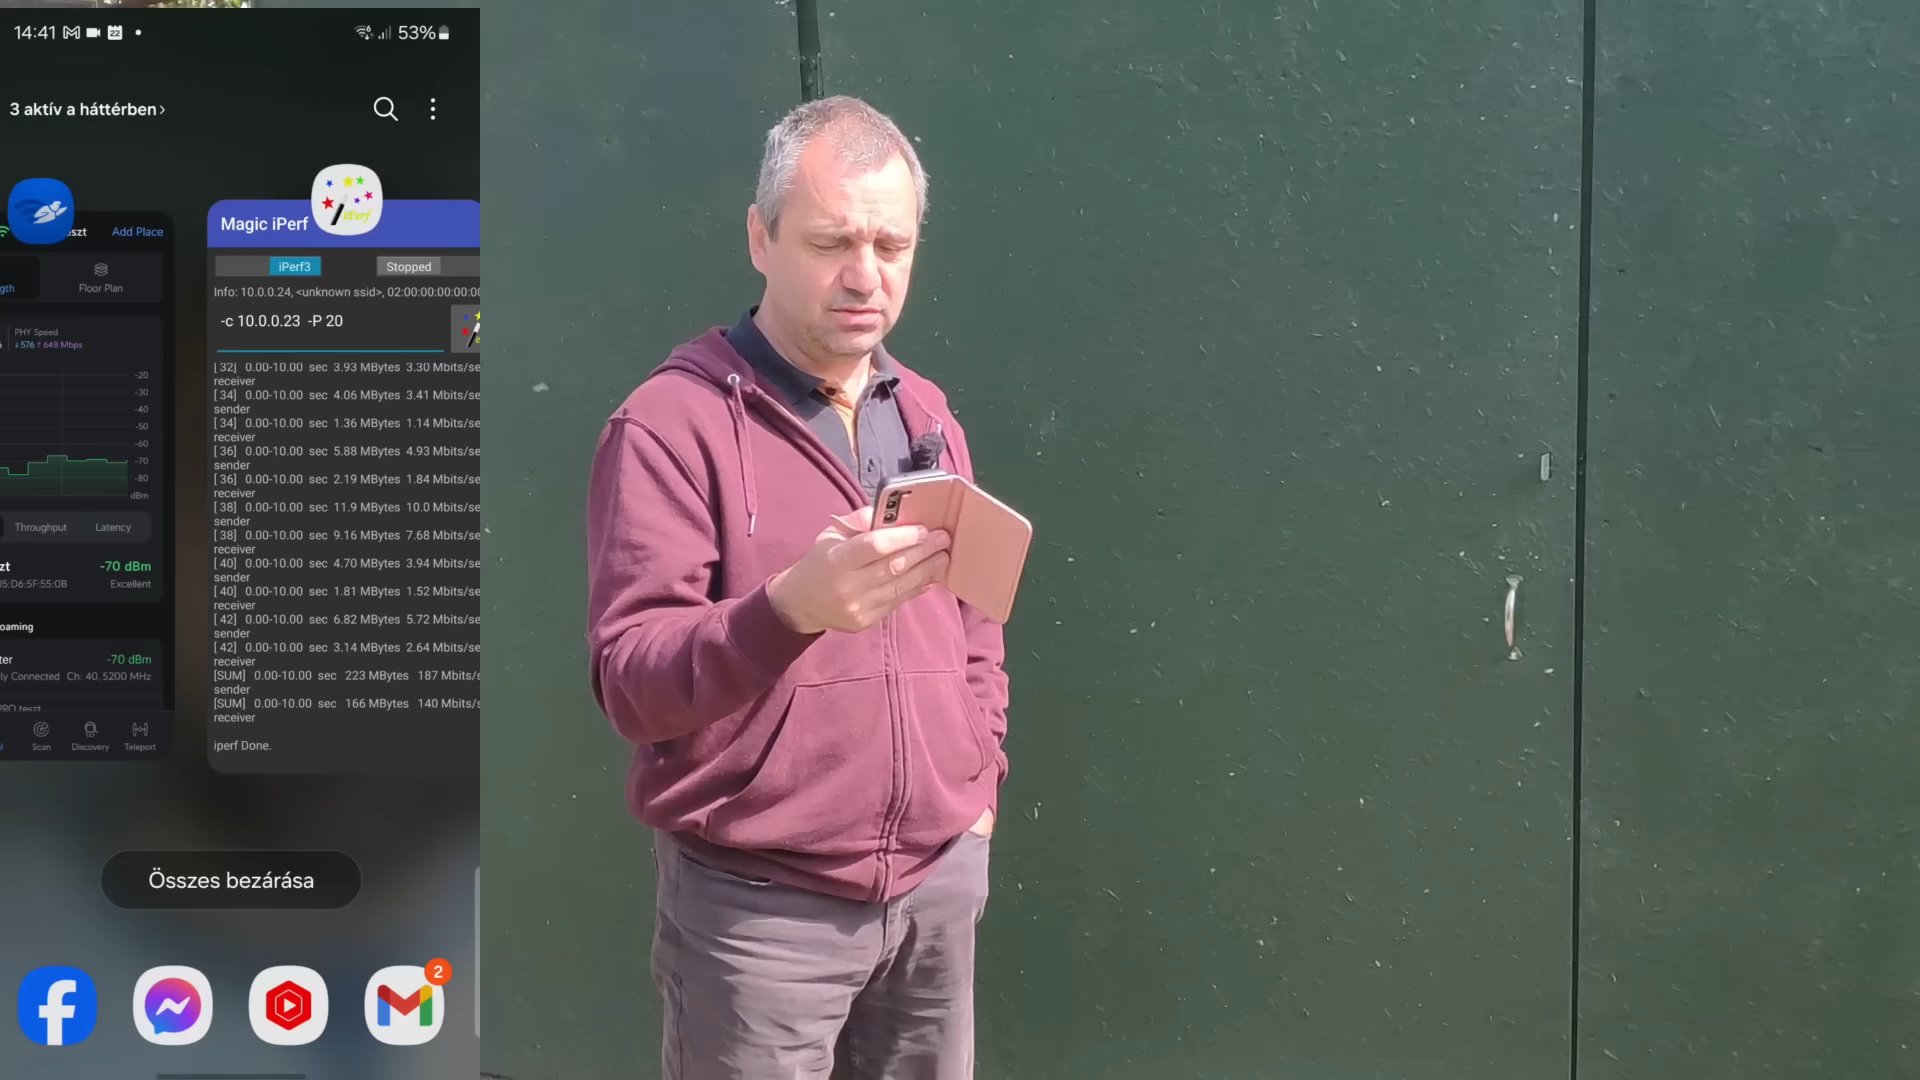 14:41
22
53%
3 aktív a háttérben
Add Place
Floor Plan
PHY Speed
↓576 ↑648 Mbps
-20
-30
-40
-50
-60
-70
-80
dBm
Throughput Latency
-70 dBm
Excellent
-70 dBm
Ch: 40, 5200 MHz
Scan Discovery Teleport
iPerf
Magic iPerf
iPerf3 Stopped
Info: 10.0.0.24, <unknown ssid>, 02:00:00:00:00:00
-c 10.0.0.23 -P 20
[ 32] 0.00-10.00 sec 3.93 MBytes 3.30 Mbits/se
receiver
[ 34] 0.00-10.00 sec 4.06 MBytes 3.41 Mbits/se
sender
[ 34] 0.00-10.00 sec 1.36 MBytes 1.14 Mbits/se
receiver
[ 36] 0.00-10.00 sec 5.88 MBytes 4.93 Mbits/se
sender
[ 36] 0.00-10.00 sec 2.19 MBytes 1.84 Mbits/se
receiver
[ 38] 0.00-10.00 sec 11.9 MBytes 10.0 Mbits/se
sender
[ 38] 0.00-10.00 sec 9.16 MBytes 7.68 Mbits/se
receiver
[ 40] 0.00-10.00 sec 4.70 MBytes 3.94 Mbits/se
sender
[ 40] 0.00-10.00 sec 1.81 MBytes 1.52 Mbits/se
receiver
[ 42] 0.00-10.00 sec 6.82 MBytes 5.72 Mbits/se
sender
[ 42] 0.00-10.00 sec 3.14 MBytes 2.64 Mbits/se
receiver
[SUM] 0.00-10.00 sec 223 MBytes 187 Mbits/s
sender
[SUM] 0.00-10.00 sec 166 MBytes 140 Mbits/s
receiver
iperf Done.
Összes bezárása
2